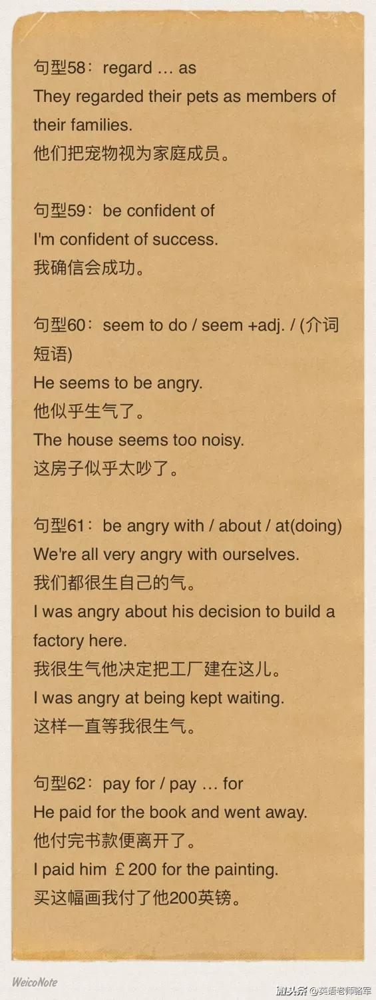 句型58：regard … as
They regarded their pets as members of
their families.
他们把宠物视为家庭成员。
句型59：be confident of
I'm confident of success.
我确信会成功。
句型60：seem to do / seem +adj. / (介词
短语)
He seems to be angry.
他似乎生气了。
The house seems too noisy.
这房子似乎太吵了。
句型61：be angry with / about / at(doing)
We're all very angry with ourselves.
我们都很生自己的气。
I was angry about his decision to build a
factory here.
我很生气他决定把工厂建在这儿。
I was angry at being kept waiting.
这样一直等我很生气。
句型62：pay for / pay … for
He paid for the book and went away.
他付完书款便离开了。
I paid him ￡200 for the painting.
买这幅画我付了他200英镑。
WeicoNote
微头条 @英语老师骆军